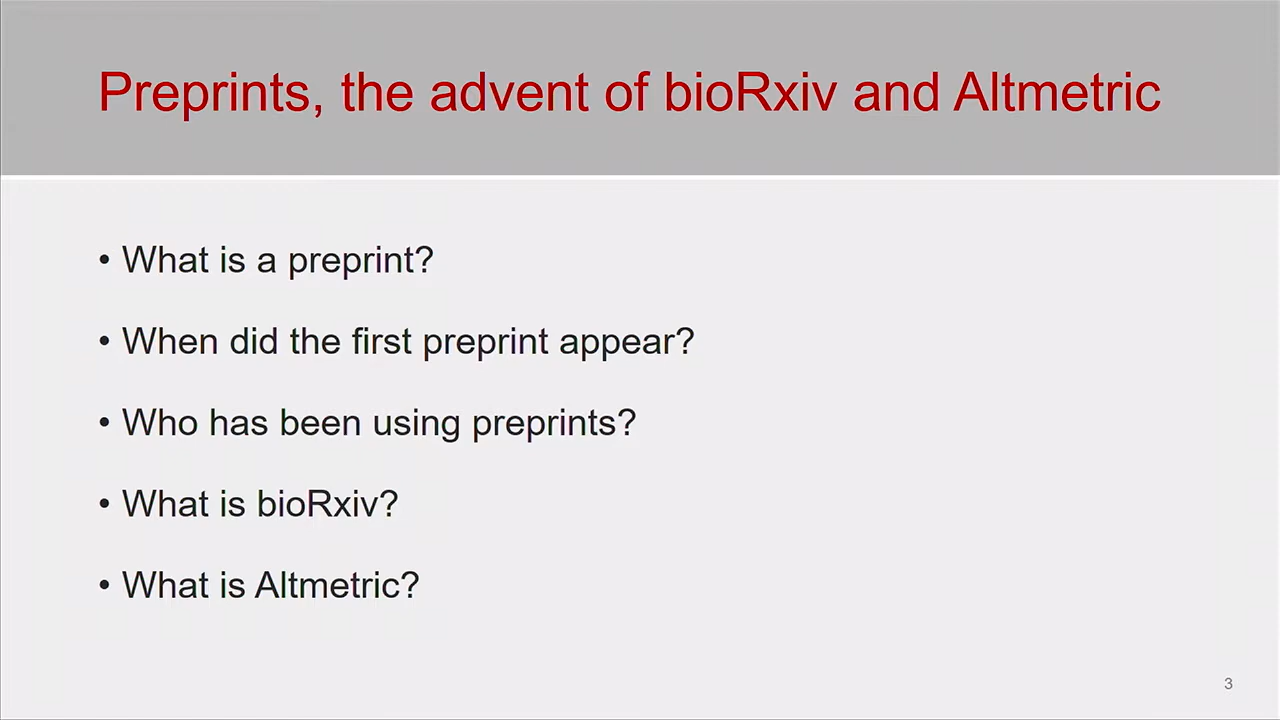 Preprints, the advent of bioRxiv and Altmetric
• What is a preprint?
• When did the first preprint appear?
• Who has been using preprints?
• What is bioRxiv?
• What is Altmetric?
3